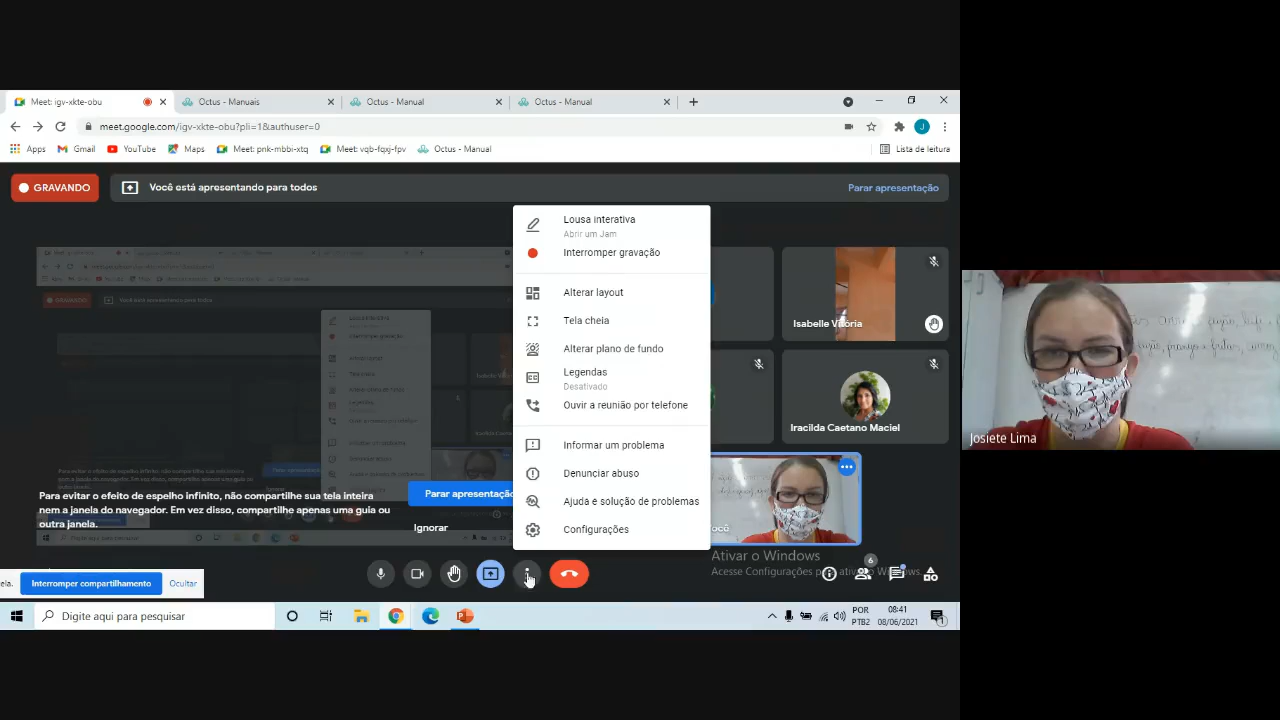 Meet: igv-xkte-obu
Octus - Manuais
Octus - Manual
Octus - Manual
meet.google.com/igv-xkte-obu?pli=1&authuser=0
Apps
Gmail
YouTube
Maps
Meet: pnk-mbbi-xtq
Meet: vqb-fqxj-fpv
Octus - Manual
Lista de leitura
GRAVANDO
Você está apresentando para todos
Parar apresentação
Lousa interativa
Abrir um Jam
Interromper gravação
Alterar layout
Tela cheia
Alterar plano de fundo
Legendas
Desativado
Ouvir a reunião por telefone
Informar um problema
Denunciar abuso
Ajuda e solução de problemas
Configurações
Isabelle Vitória
Iracilda Caetano Maciel
Josiete Lima
Para evitar o efeito de espelho infinito, não compartilhe sua tela inteira
nem a janela do navegador. Em vez disso, compartilhe apenas uma guia ou
outra janela.
Parar apresentação
Ignorar
Ativar o Windows
Acesse Configurações
Interromper compartilhamento
Ocultar
6
Digite aqui para pesquisar
POR
PTB2
08:41
08/06/2021